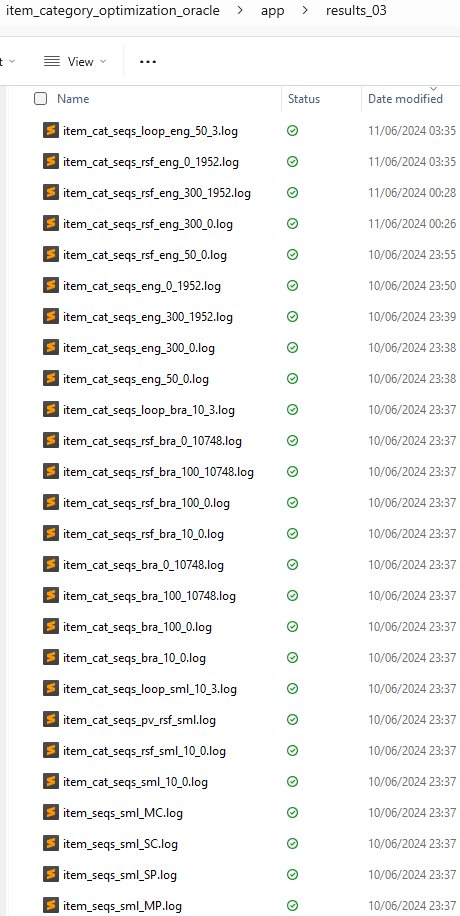 item_category_optimization_oracle > app > results_03
t View ...
Name Status Date modified
item_cat_seqs_loop_eng_50_3.log 11/06/2024 03:35
item_cat_seqs_rsf_eng_0_1952.log 11/06/2024 03:35
item_cat_seqs_rsf_eng_300_1952.log 11/06/2024 00:28
item_cat_seqs_rsf_eng_300_0.log 11/06/2024 00:26
item_cat_seqs_rsf_eng_50_0.log 10/06/2024 23:55
item_cat_seqs_eng_0_1952.log 10/06/2024 23:50
item_cat_seqs_eng_300_1952.log 10/06/2024 23:39
item_cat_seqs_eng_300_0.log 10/06/2024 23:38
item_cat_seqs_eng_50_0.log 10/06/2024 23:38
item_cat_seqs_loop_bra_10_3.log 10/06/2024 23:37
item_cat_seqs_rsf_bra_0_10748.log 10/06/2024 23:37
item_cat_seqs_rsf_bra_100_10748.log 10/06/2024 23:37
item_cat_seqs_rsf_bra_100_0.log 10/06/2024 23:37
item_cat_seqs_rsf_bra_10_0.log 10/06/2024 23:37
item_cat_seqs_bra_0_10748.log 10/06/2024 23:37
item_cat_seqs_bra_100_10748.log 10/06/2024 23:37
item_cat_seqs_bra_100_0.log 10/06/2024 23:37
item_cat_seqs_bra_10_0.log 10/06/2024 23:37
item_cat_seqs_loop_sml_10_3.log 10/06/2024 23:37
item_cat_seqs_pv_rsf_sml.log 10/06/2024 23:37
item_cat_seqs_rsf_sml_10_0.log 10/06/2024 23:37
item_cat_seqs_sml_10_0.log 10/06/2024 23:37
item_seqs_sml_MC.log 10/06/2024 23:37
item_seqs_sml_SC.log 10/06/2024 23:37
item_seqs_sml_SP.log 10/06/2024 23:37
item_seqs_sml_MP.log 10/06/2024 23:37